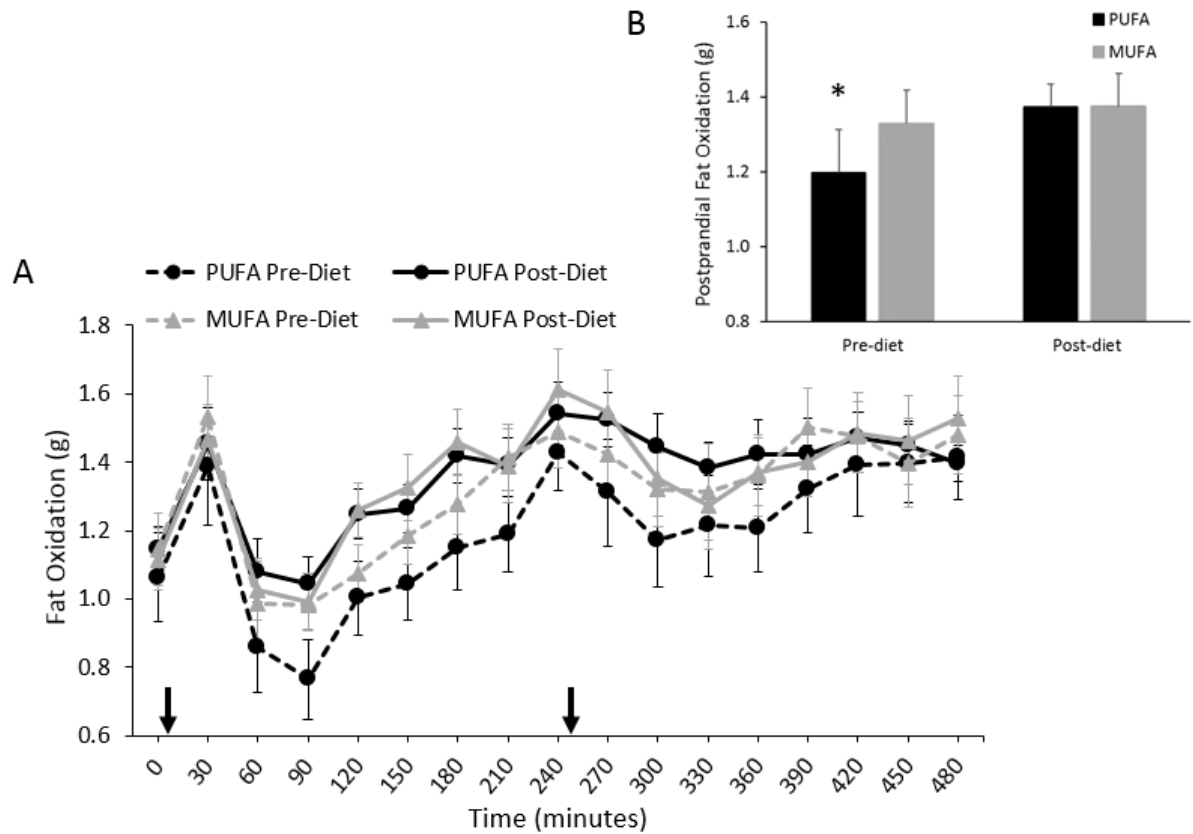 B
Postprandial Fat Oxidation (g)
1.6
1.4
1.2
1.0
0.8
*
PUFA
MUFA
Pre-diet
Post-diet
A
PUFA Pre-Diet
PUFA Post-Diet
MUFA Pre-Diet
MUFA Post-Diet
Fat Oxidation (g)
1.8
1.6
1.4
1.2
1.0
0.8
0.6
0
30
60
90
120
150
180
210
240
270
300
330
360
390
420
450
480
Time (minutes)